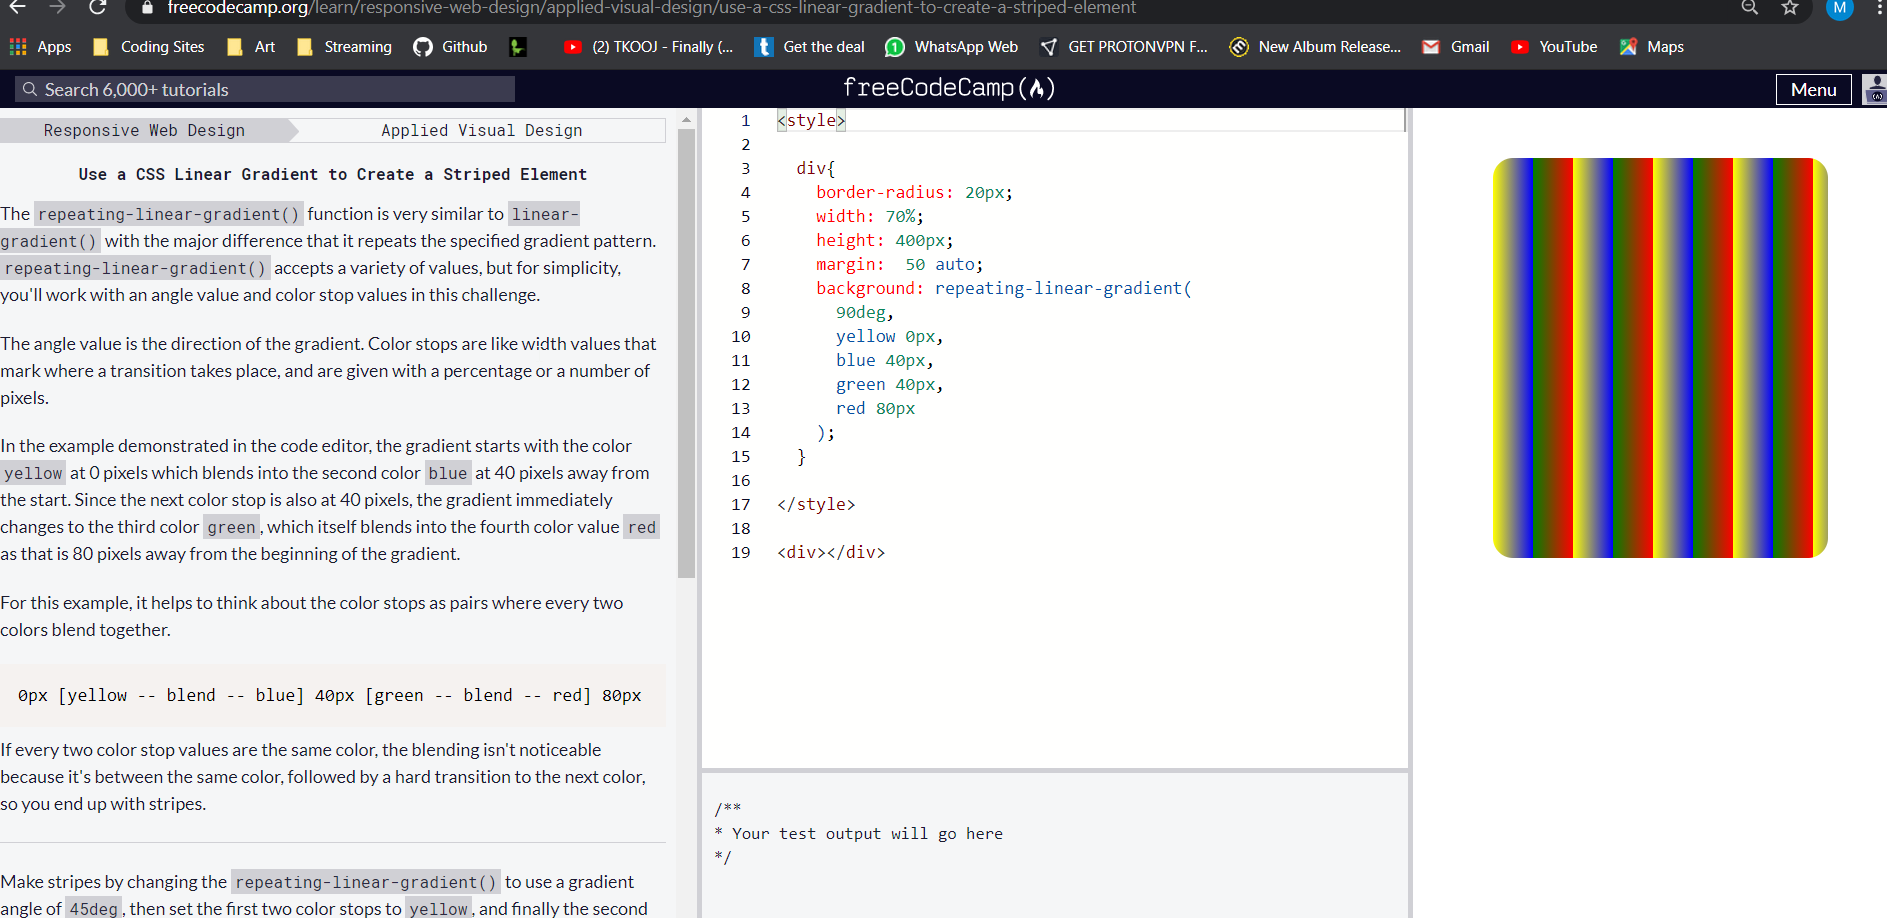 freecodecamp.org/learn/responsive-web-design/applied-visual-design/use-a-css-linear-gradient-to-create-a-striped-element
M
Apps Coding Sites Art Streaming Github (2) TKOOJ - Finally (... t Get the deal 1 WhatsApp Web GET PROTONVPN F... New Album Release... Gmail YouTube Maps
Search 6,000+ tutorials
freeCodeCamp
Menu
Responsive Web Design
Applied Visual Design
Use a CSS Linear Gradient to Create a Striped Element
The repeating-linear-gradient() function is very similar to linear-
gradient() with the major difference that it repeats the specified gradient pattern.
repeating-linear-gradient() accepts a variety of values, but for simplicity,
you'll work with an angle value and color stop values in this challenge.
The angle value is the direction of the gradient. Color stops are like width values that
mark where a transition takes place, and are given with a percentage or a number of
pixels.
In the example demonstrated in the code editor, the gradient starts with the color
yellow at 0 pixels which blends into the second color blue at 40 pixels away from
the start. Since the next color stop is also at 40 pixels, the gradient immediately
changes to the third color green, which itself blends into the fourth color value red
as that is 80 pixels away from the beginning of the gradient.
For this example, it helps to think about the color stops as pairs where every two
colors blend together.
0px [yellow -- blend -- blue] 40px [green -- blend -- red] 80px
If every two color stop values are the same color, the blending isn't noticeable
because it's between the same color, followed by a hard transition to the next color,
so you end up with stripes.
Make stripes by changing the repeating-linear-gradient() to use a gradient
angle of 45deg, then set the first two color stops to yellow, and finally the second
1 <style>
2
3 div{
4 border-radius: 20px;
5 width: 70%;
6 height: 400px;
7 margin:  50 auto;
8 background: repeating-linear-gradient(
9 90deg,
10 yellow 0px,
11 blue 40px,
12 green 40px,
13 red 80px
14 );
15 }
16
17 </style>
18
19 <div></div>
/**
* Your test output will go here
*/